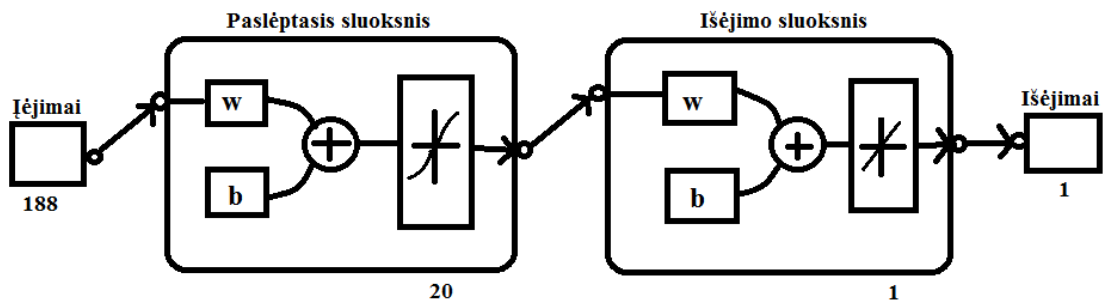 Paslėptasis sluoksnis
Išėjimo sluoksnis
Įėjimai
188
w
b
20
w
b
1
Išėjimai
1